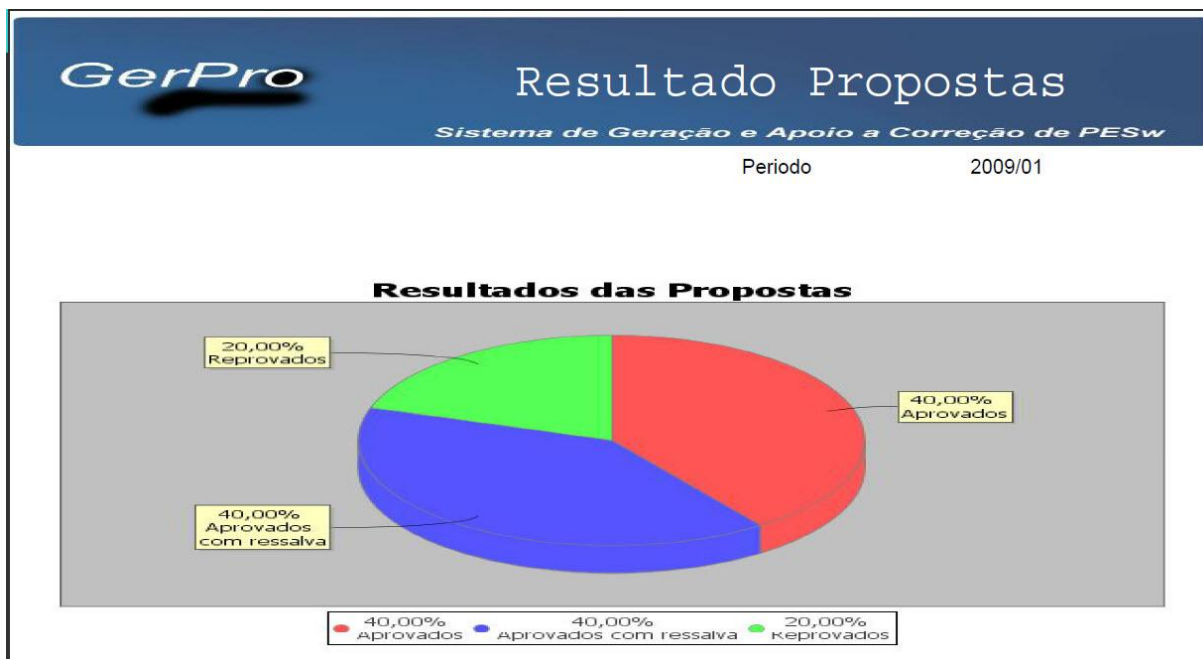 GerPro
Resultado Propostas
Sistema de Geração e Apoio a Correção de PESw
Periodo 2009/01
Resultados das Propostas
20,00%
Reprovados
40,00%
Aprovados
40,00%
Aprovados
com ressalva
40,00% 40,00% 20,00%
Aprovados Aprovados com ressalva Reprovados